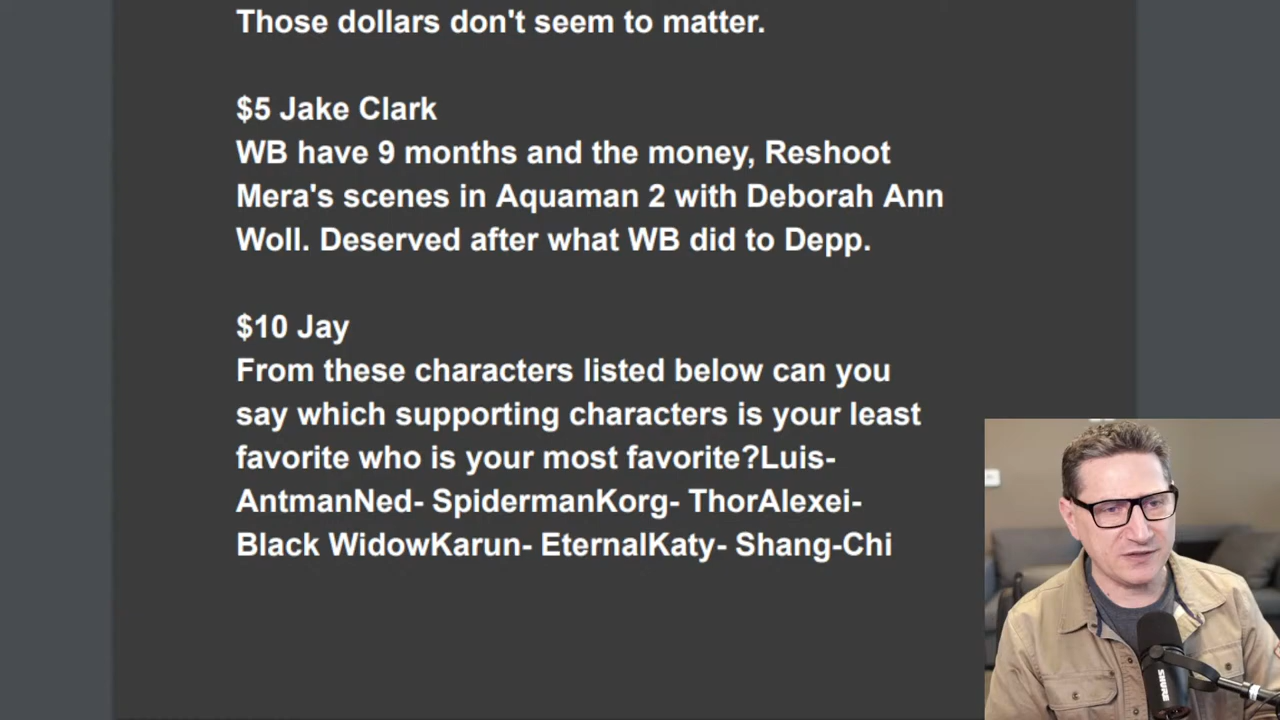 Those dollars don't seem to matter.
$5 Jake Clark
WB have 9 months and the money, Reshoot
Mera's scenes in Aquaman 2 with Deborah Ann
Woll. Deserved after what WB did to Depp.
$10 Jay
From these characters listed below can you
say which supporting characters is your least
favorite who is your most favorite?Luis-
AntmanNed- SpidermanKorg- ThorAlexei-
Black WidowKarun- EternalKaty- Shang-Chi
SHURE